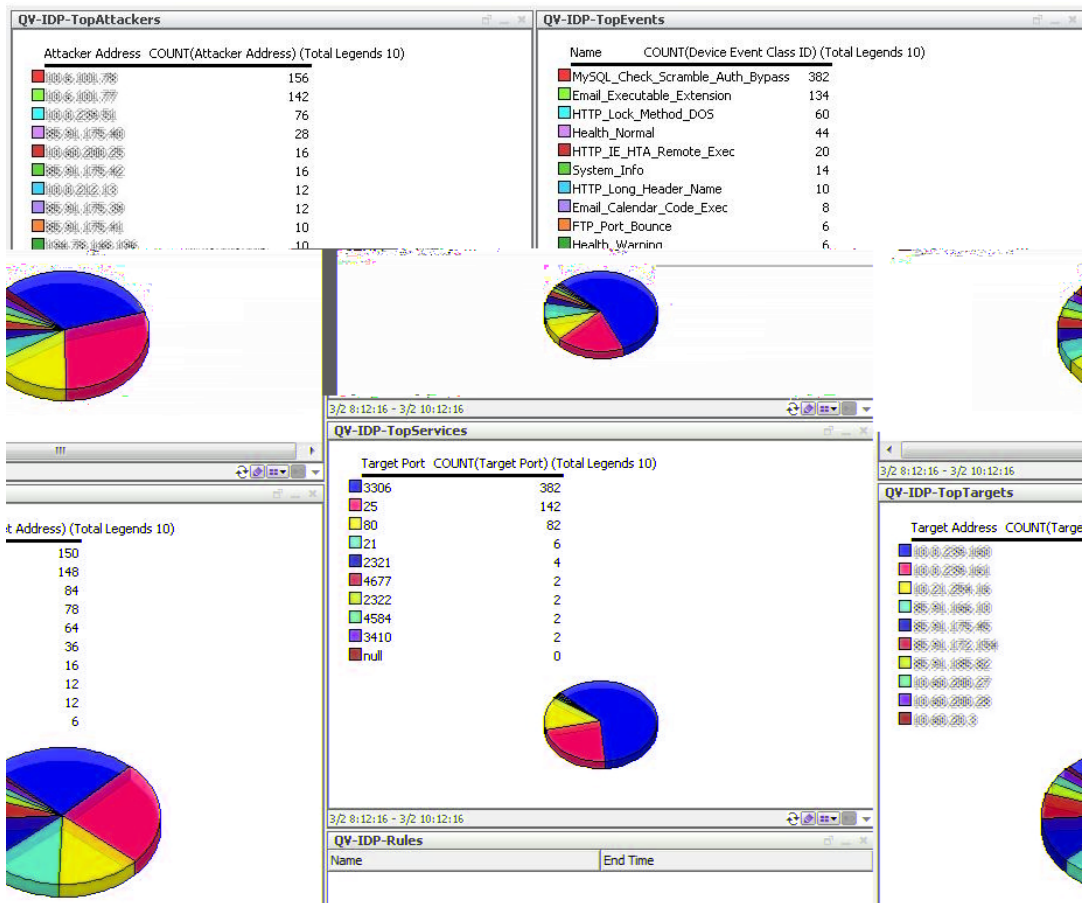 QV-IDP-TopAttackers
Attacker Address COUNT(Attacker Address) (Total Legends 10)
156
142
76
28
16
16
12
12
10
10
QV-IDP-TopEvents
Name COUNT(Device Event Class ID) (Total Legends 10)
MySQL_Check_Scramble_Auth_Bypass 382
Email_Executable_Extension 134
HTTP_Lock_Method_DOS 60
Health_Normal 44
HTTP_IE_HTA_Remote_Exec 20
System_Info 14
HTTP_Long_Header_Name 10
Email_Calendar_Code_Exec 8
FTP_Port_Bounce 6
Health_Warning 6
3/2 8:12:16 - 3/2 10:12:16
Address) (Total Legends 10)
150
148
84
78
64
36
16
12
12
6
QV-IDP-TopServices
Target Port COUNT(Target Port) (Total Legends 10)
3306 382
25 142
80 82
21 6
2321 4
4677 2
2322 2
4584 2
3410 2
null 0
3/2 8:12:16 - 3/2 10:12:16
QV-IDP-Rules
Name End Time
3/2 8:12:16 - 3/2 10:12:16
QV-IDP-TopTargets
Target Address COUNT(Targe